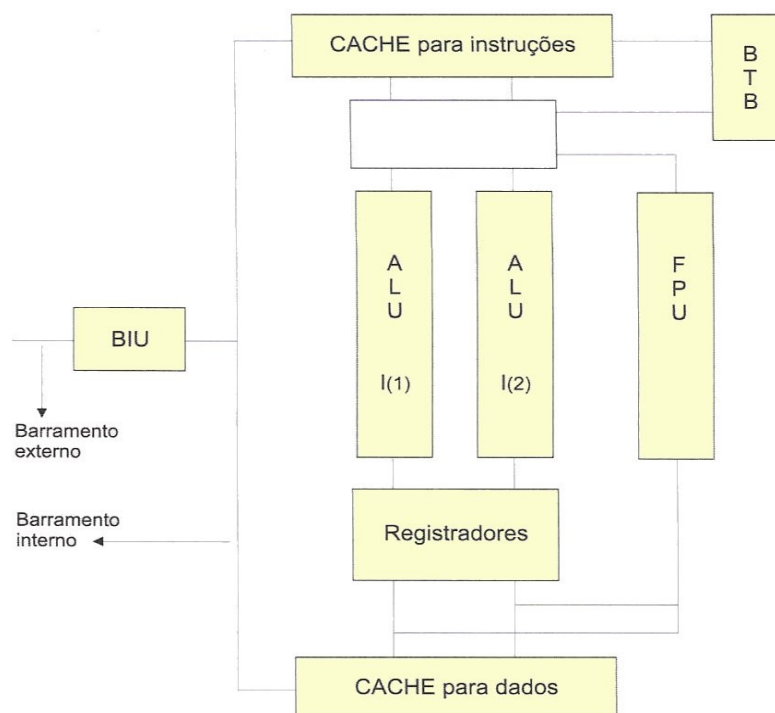 CACHE para instruções
B
T
B
A
L
U
I(1)
A
L
U
I(2)
F
P
U
BIU
Barramento
externo
Barramento
interno
Registradores
CACHE para dados